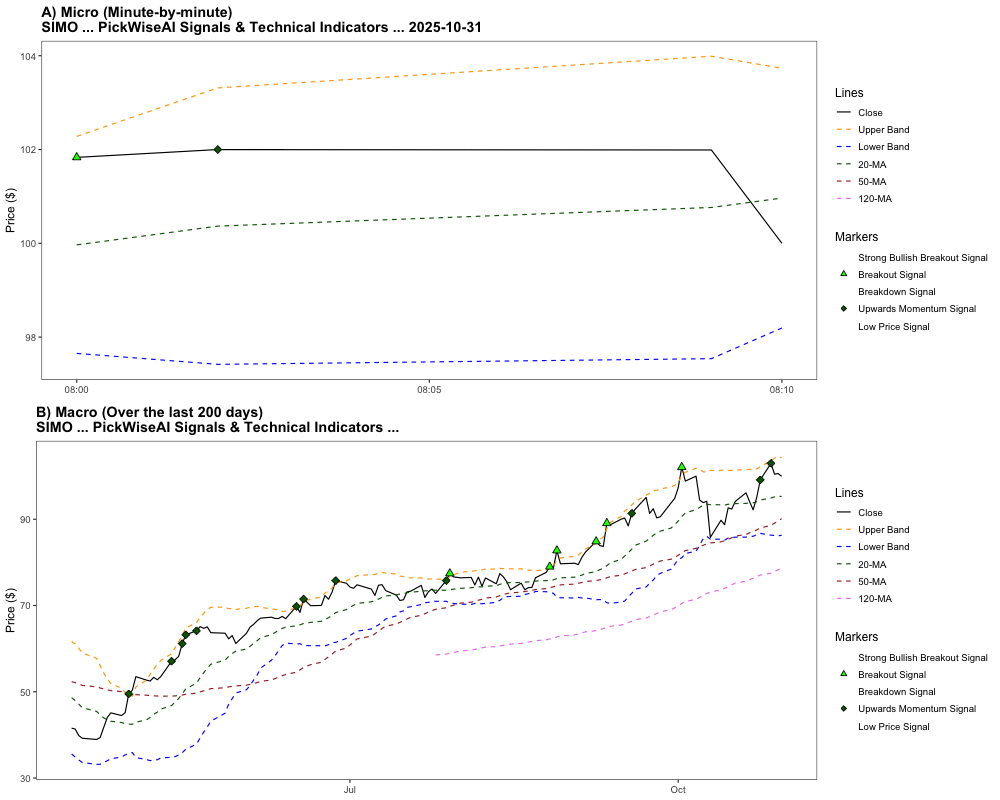 A) Micro (Minute-by-minute)
SIMO ... PickWiseAI Signals & Technical Indicators ... 2025-10-31
104
102
100
98
Price ($)
08:00
08:05
08:10
Lines
Close
Upper Band
Lower Band
20-MA
50-MA
120-MA
Markers
Strong Bullish Breakout Signal
Breakout Signal
Breakdown Signal
Upwards Momentum Signal
Low Price Signal
B) Macro (Over the last 200 days)
SIMO ... PickWiseAI Signals & Technical Indicators ...
90
70
50
30
Price ($)
Jul
Oct
Lines
Close
Upper Band
Lower Band
20-MA
50-MA
120-MA
Markers
Strong Bullish Breakout Signal
Breakout Signal
Breakdown Signal
Upwards Momentum Signal
Low Price Signal